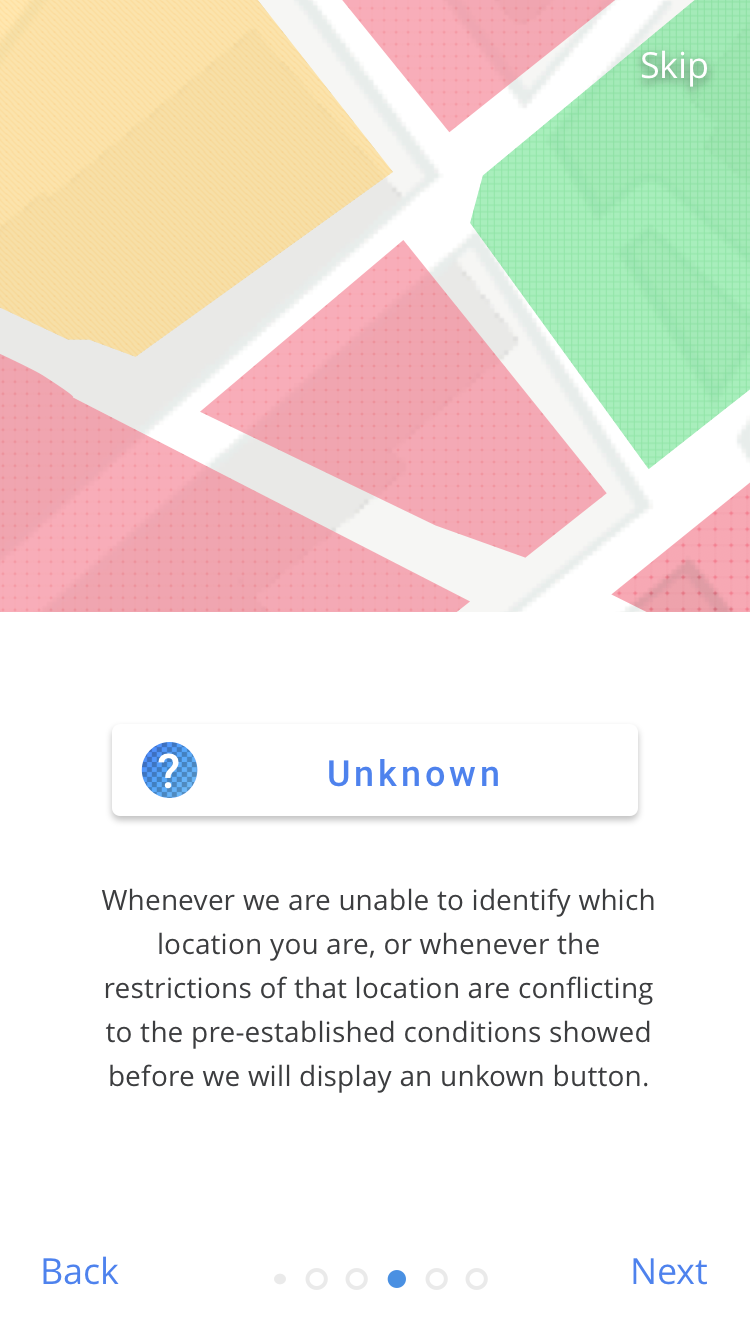 Skip
?
Unknown
Whenever we are unable to identify which
location you are, or whenever the
restrictions of that location are conflicting
to the pre-established conditions showed
before we will display an unkown button.
Back
Next